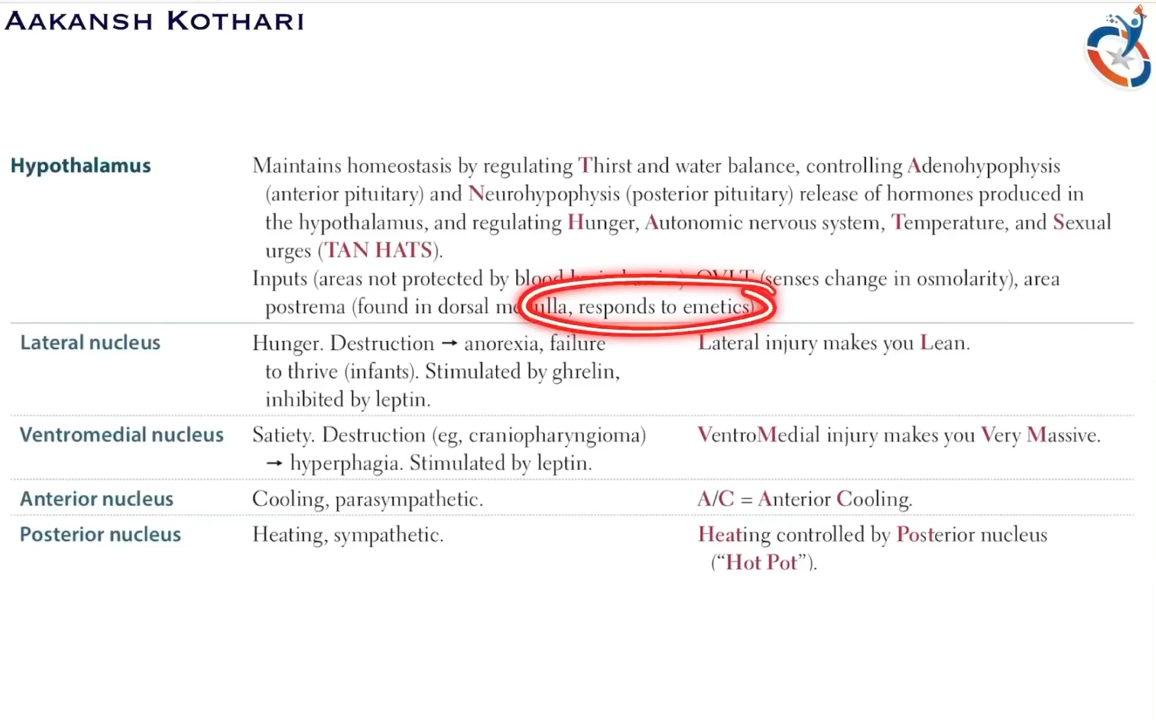 AAKANSH KOTHARI
Hypothalamus
Maintains homeostasis by regulating Thirst and water balance, controlling Adenohypophysis
(anterior pituitary) and Neurohypophysis (posterior pituitary) release of hormones produced in
the hypothalamus, and regulating Hunger, Autonomic nervous system, Temperature, and Sexual
urges (TAN HATS).
Inputs (areas not protected by blood OVLT (senses change in osmolarity), area
postrema (found in dorsal responds to emetics)
Lateral nucleus
Hunger. Destruction → anorexia, failure
to thrive (infants). Stimulated by ghrelin,
inhibited by leptin.
Lateral injury makes you Lean.
Ventromedial nucleus
Satiety. Destruction (eg, craniopharyngioma)
→ hyperphagia. Stimulated by leptin.
VentroMedial injury makes you Very Massive.
Anterior nucleus
Cooling, parasympathetic.
A/C = Anterior Cooling.
Posterior nucleus
Heating, sympathetic.
Heating controlled by Posterior nucleus
(“Hot Pot”).